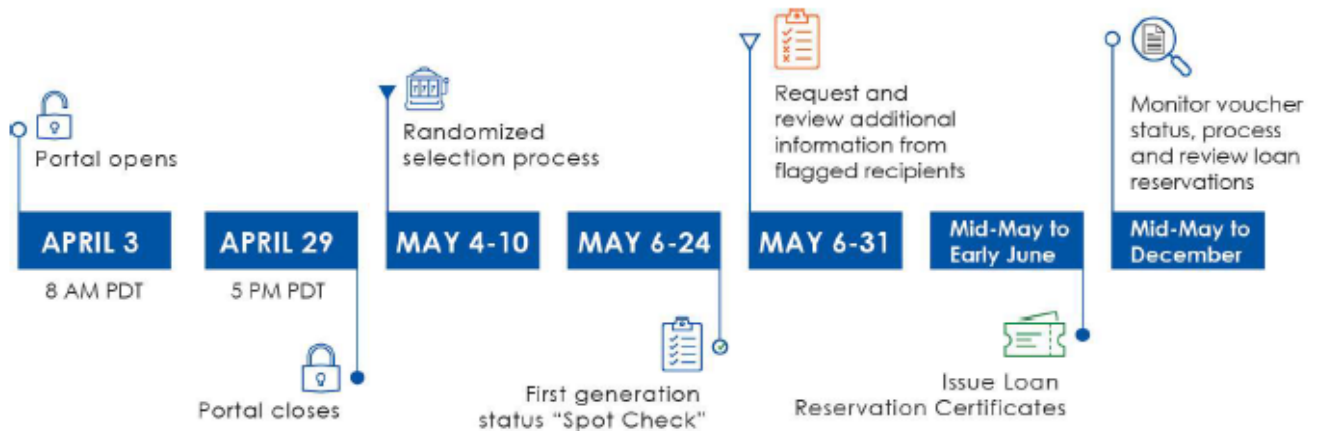 Portal opens
APRIL 3
8 AM PDT
APRIL 29
5 PM PDT
Portal closes
Randomized
selection process
MAY 4-10
MAY 6-24
First generation
status “Spot Check”
Request and
review additional
information from
flagged recipients
MAY 6-31
Mid-May to
Early June
Issue Loan
Reservation Certificates
Monitor voucher
status, process
and review loan
reservations
Mid-May to
December